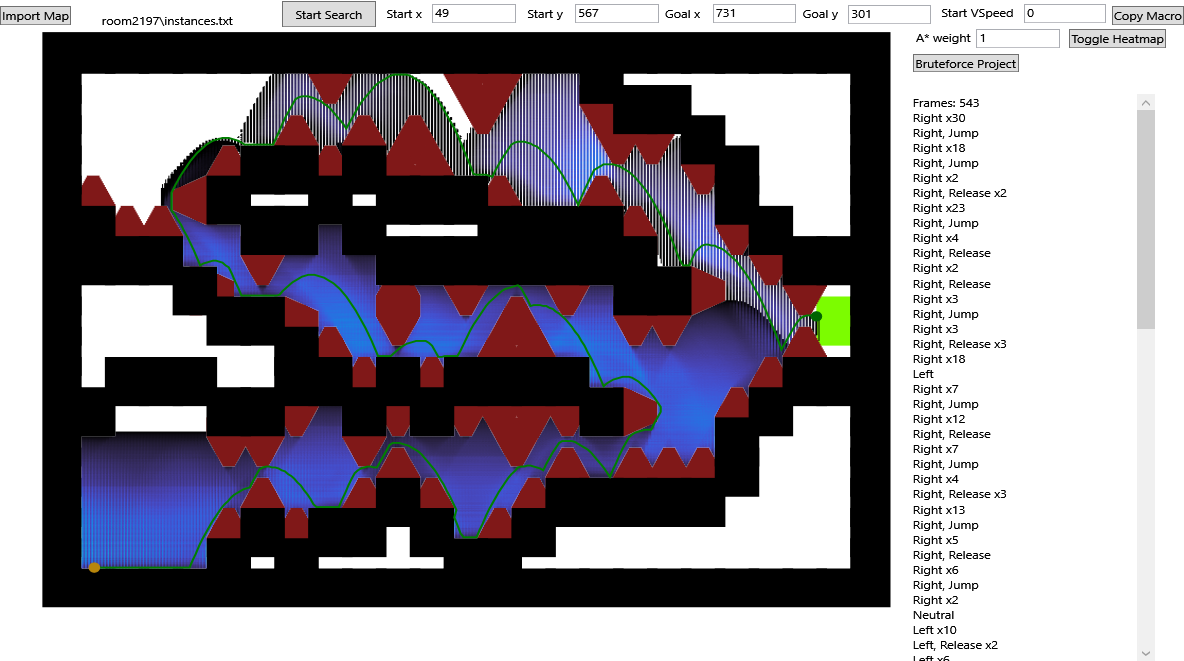 Import Map
room2197\instances.txt
Start Search
Start x 49
Start y 567
Goal x 731
Goal y 301
Start VSpeed 0
Copy Macro
A* weight 1
Toggle Heatmap
Bruteforce Project
Frames: 543
Right x30
Right, Jump
Right x18
Right, Jump
Right x2
Right, Release x2
Right x23
Right, Jump
Right x4
Right, Release
Right x2
Right, Release
Right x3
Right, Jump
Right x3
Right, Release x3
Right x18
Left
Right x7
Right, Jump
Right x12
Right, Release
Right x7
Right, Jump
Right x4
Right, Release x3
Right x13
Right, Jump
Right x5
Right, Release
Right x6
Right, Jump
Right x2
Neutral
Left x10
Left, Release x2
Left x6